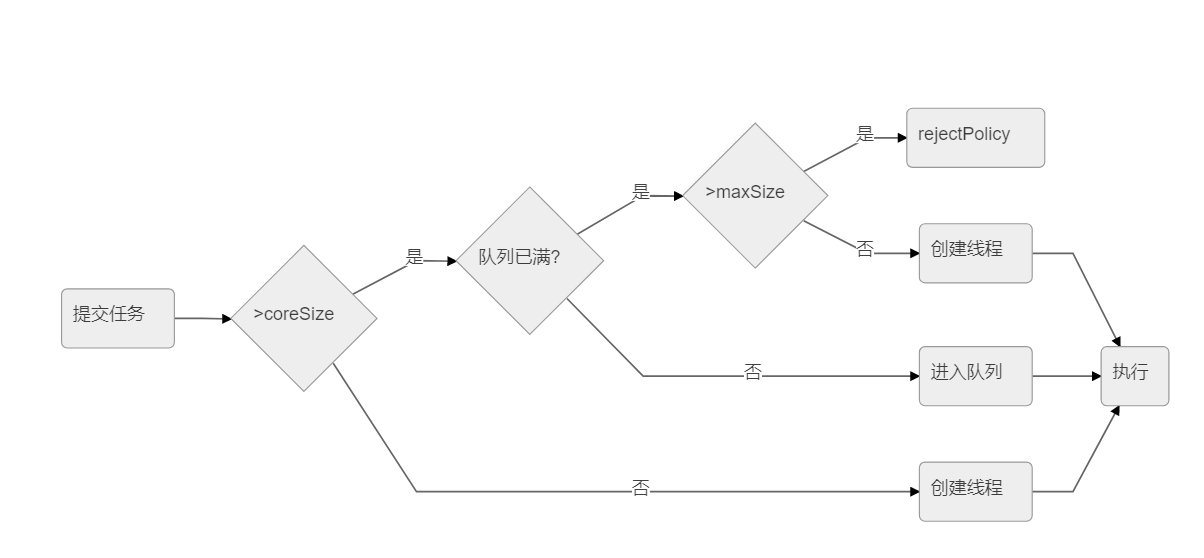 提交任务
>coreSize
是
队列已满?
是
>maxSize
是
rejectPolicy
否
创建线程
否
进入队列
否
创建线程
执行